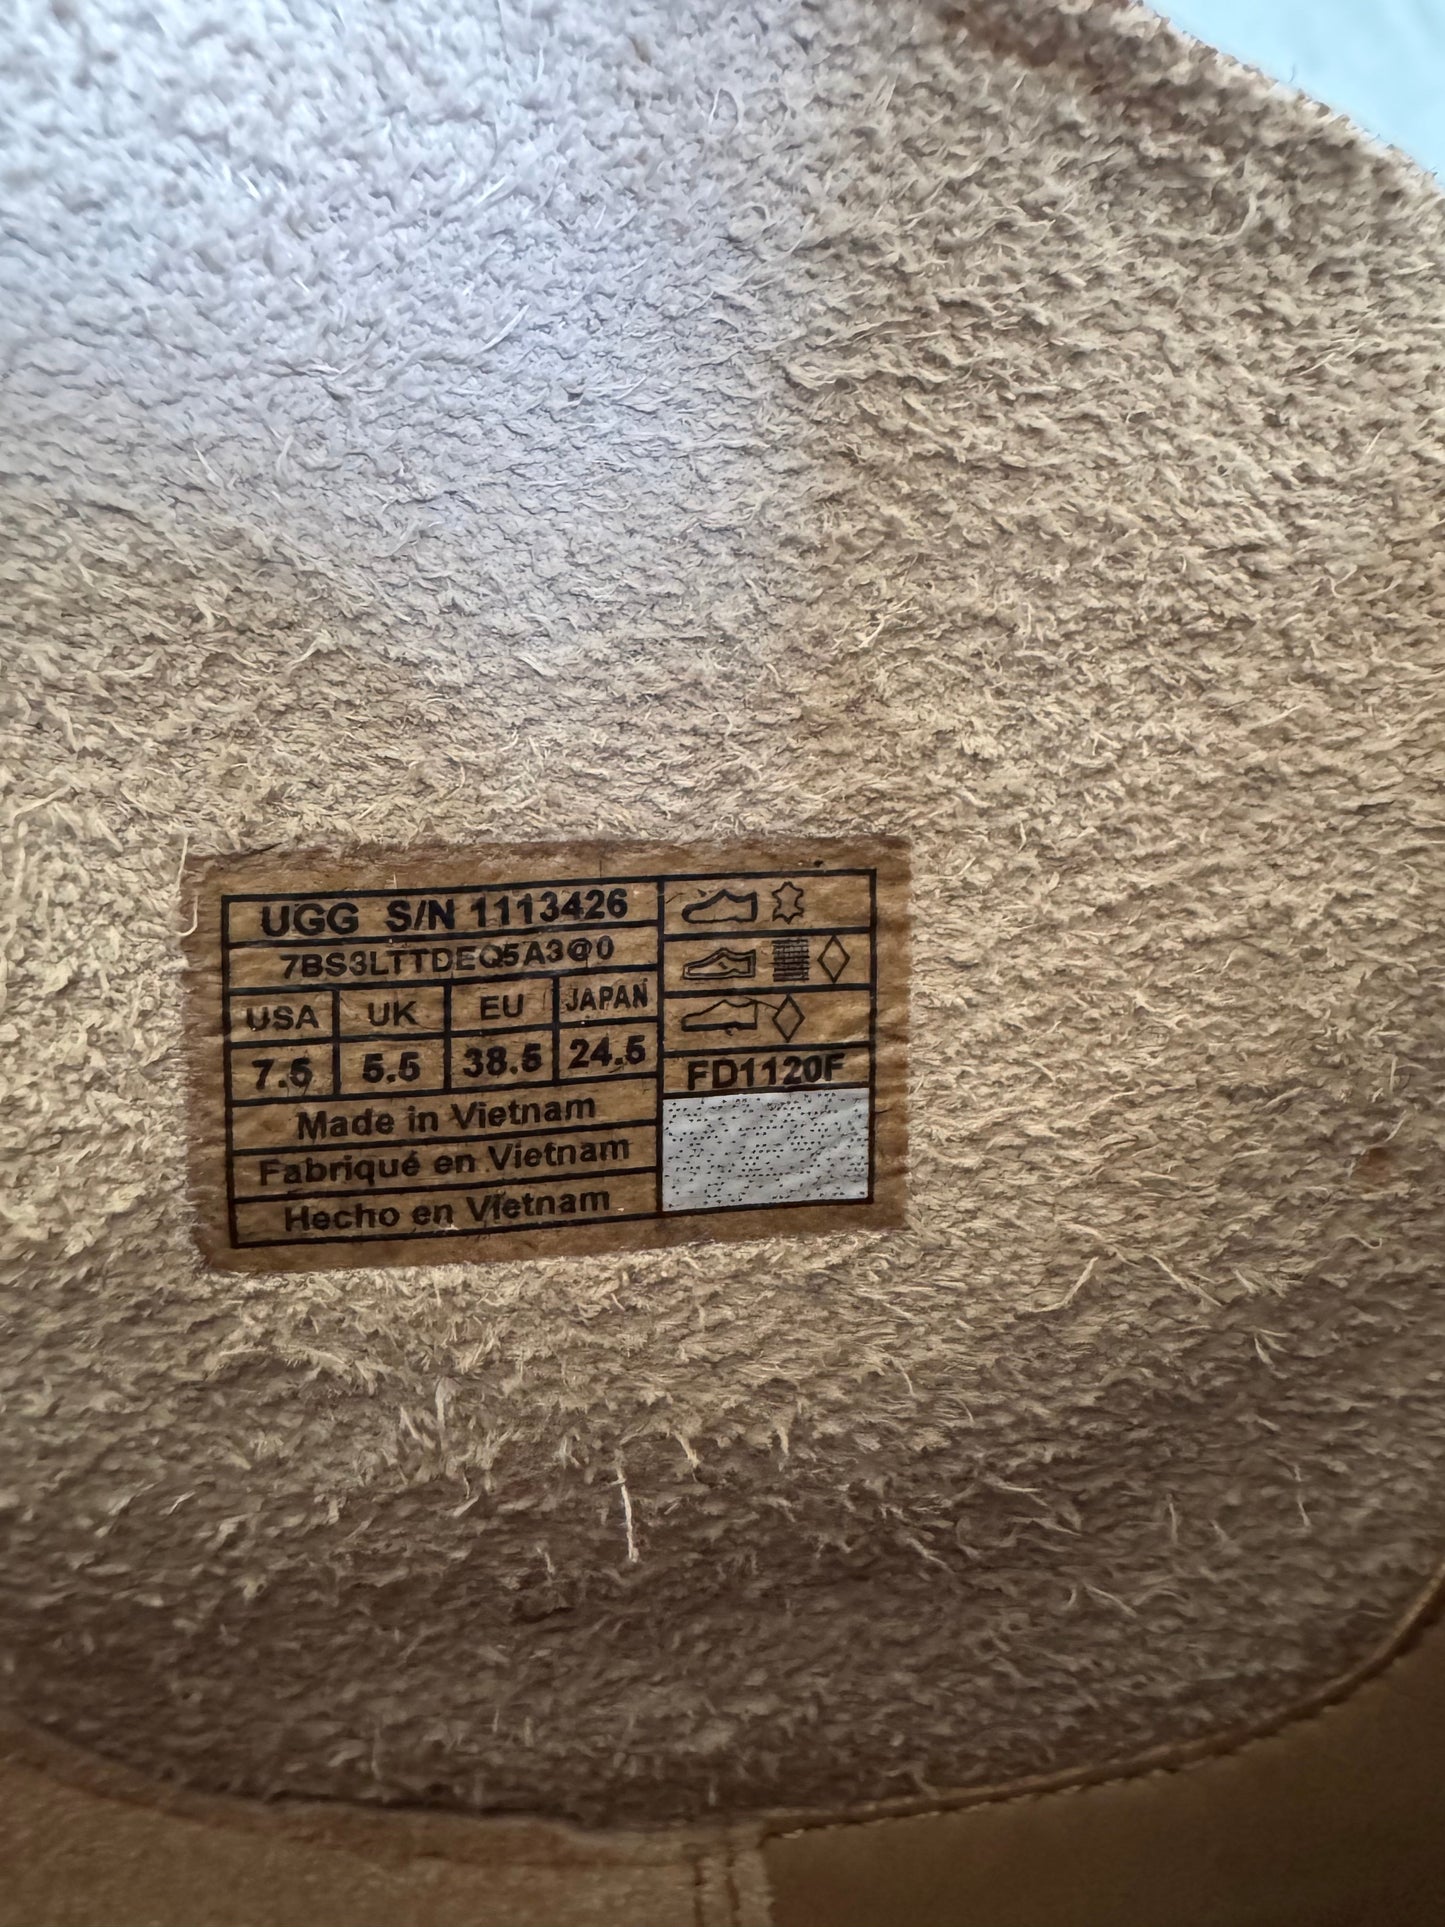 UGG S/N 1113426
7BS3LTTDEQ5A3@0
USA UK EU JAPAN
7.5 5.5 38.5 24.5
Made in Vietnam
Fabriqué en Vietnam
Hecho en Vietnam
FD1120F